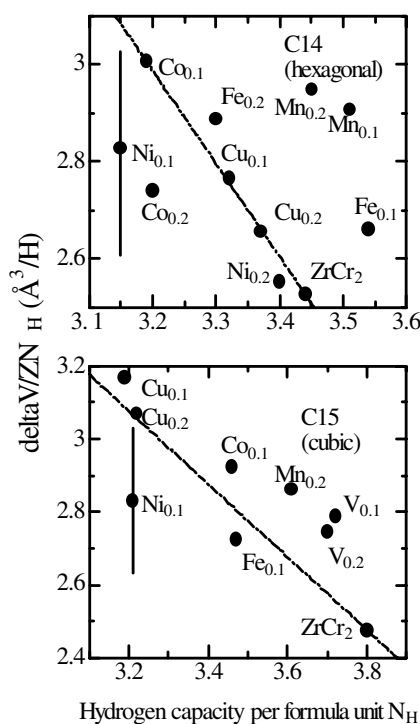 C14
(hexagonal)
Co0.1
Fe0.2
Mn0.2
Mn0.1
Ni0.1
Cu0.1
Co0.2
Cu0.2
Fe0.1
Ni0.2
ZrCr2
3
2.8
2.6
3.1 3.2 3.3 3.4 3.5 3.6
deltaV/ZN H (Å3/H)
3.2
3
2.8
2.6
2.4
Cu0.1
Cu0.2
C15
(cubic)
Co0.1
Mn0.2
Ni0.1
V0.1
Fe0.1
V0.2
ZrCr2
3.2 3.4 3.6 3.8
Hydrogen capacity per formula unit NH